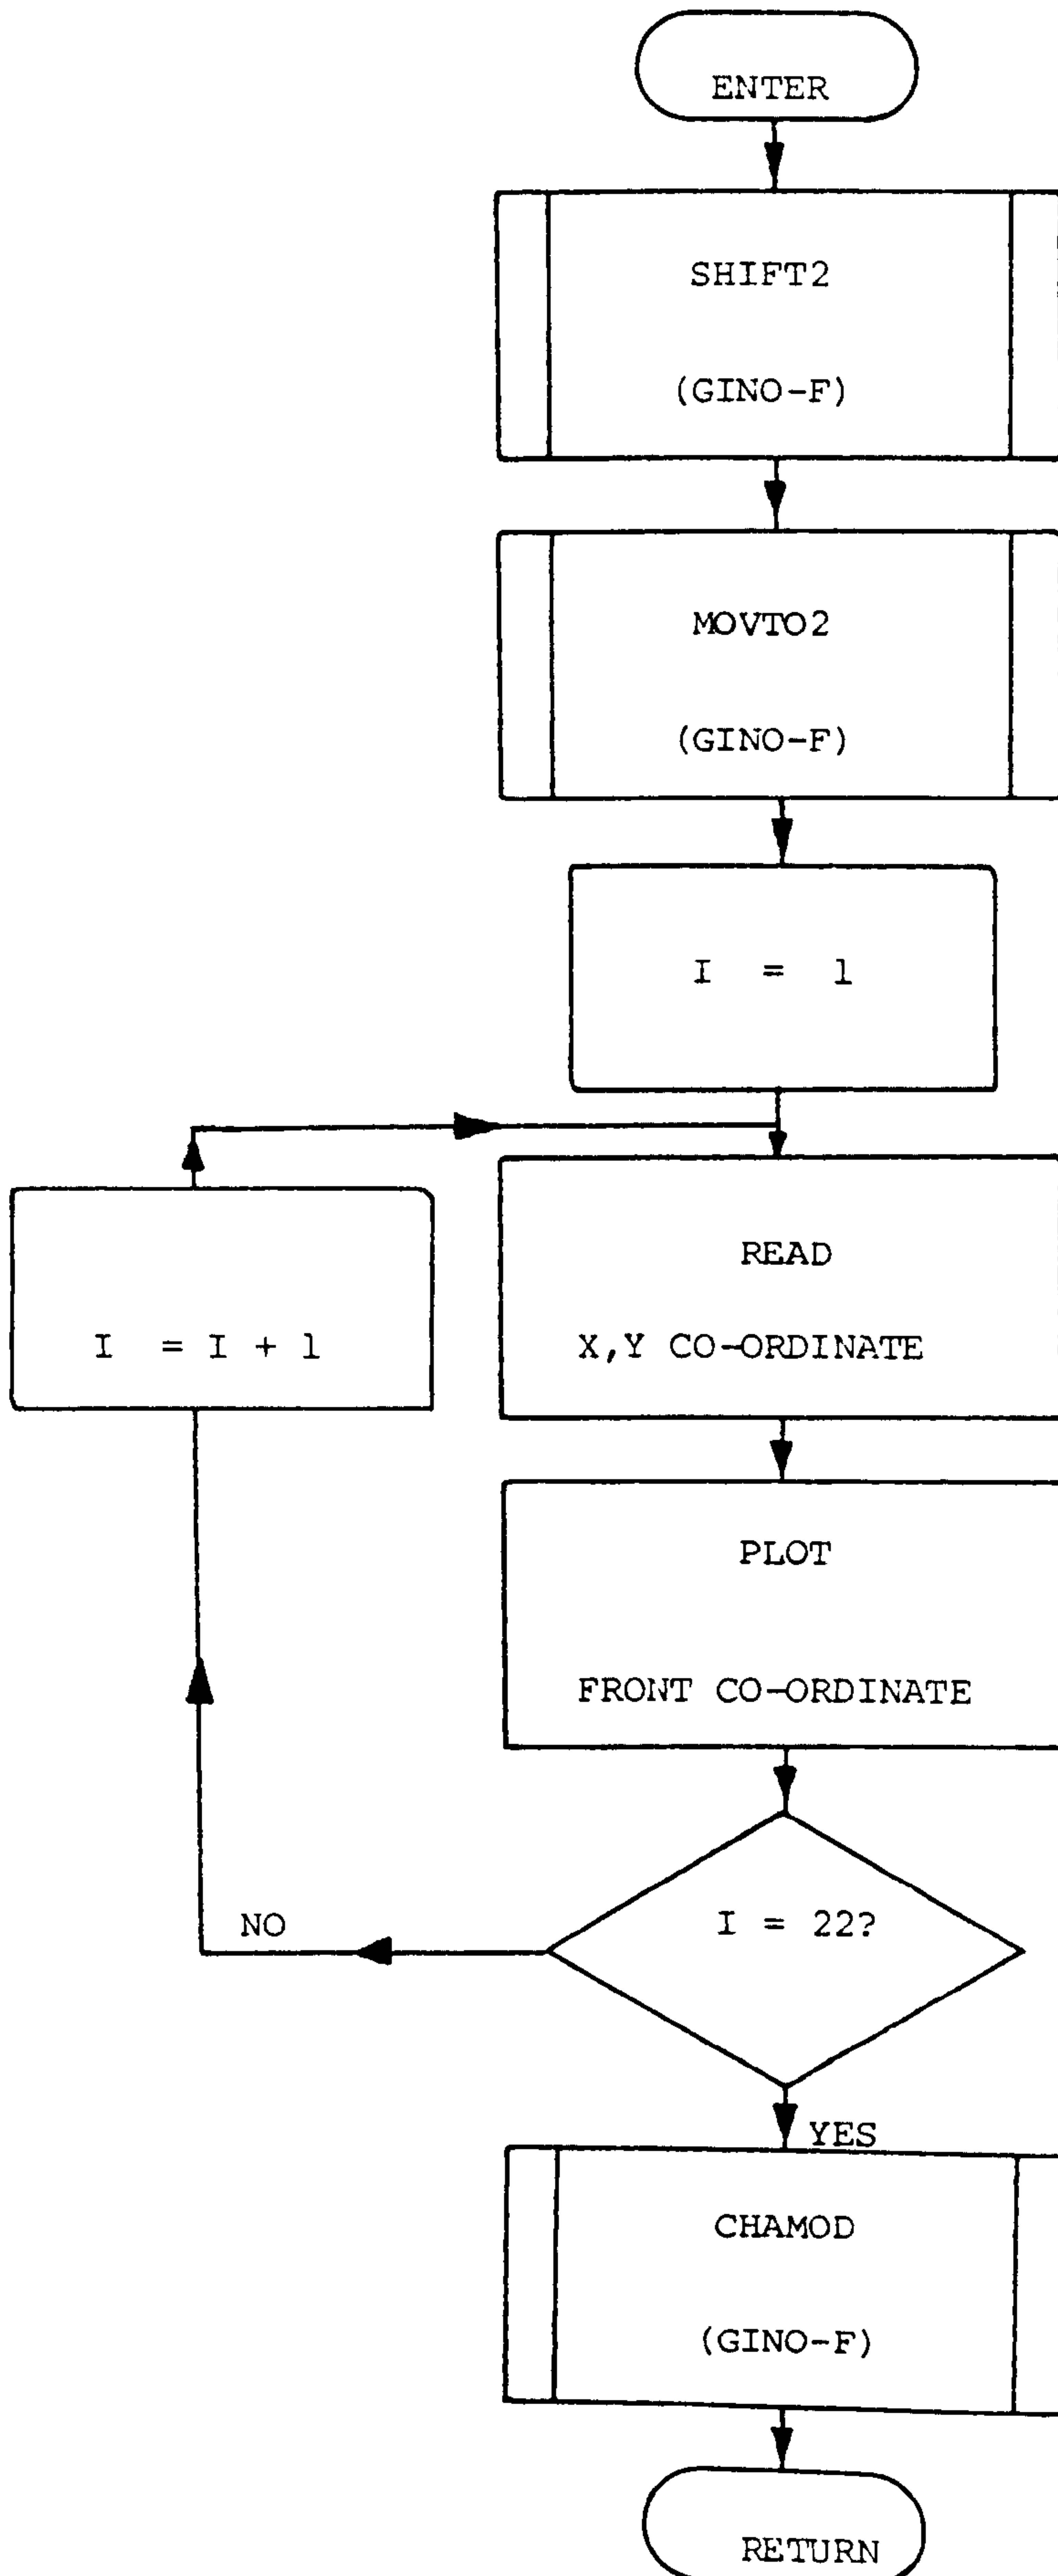 ENTER
SHIFT2
(GINO-F)
MOVTO2
(GINO-F)
I = 1
READ
X,Y CO-ORDINATE
I = I + 1
PLOT
FRONT CO-ORDINATE
I = 22?
NO
YES
CHAMOD
(GINO-F)
RETURN